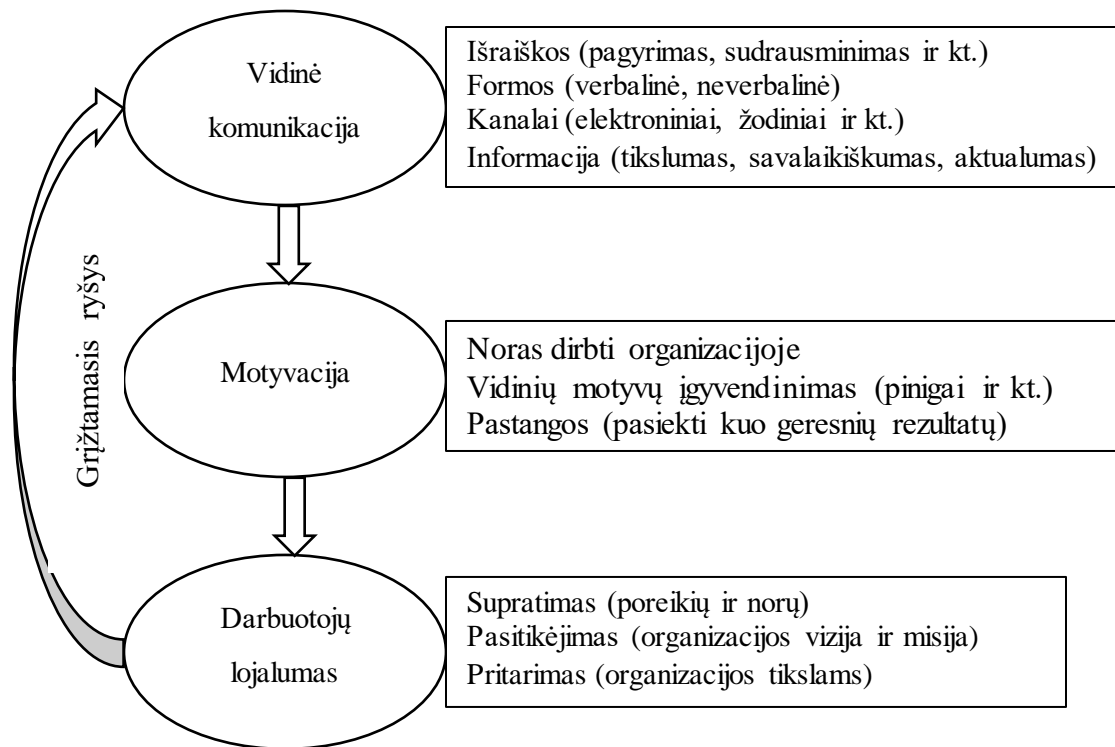 Vidinė
komunikacija
Išraiškos (pagyrimas, sudrausminimas ir kt.)
Formos (verbalinė, neverbalinė)
Kanalai (elektroniniai, žodiniai ir kt.)
Informacija (tikslumas, savalaikiškumas, aktualumas)
Grįžtamasis ryšys
Motyvacija
Noras dirbti organizacijoje
Vidinių motyvų įgyvendinimas (pinigai ir kt.)
Pastangos (pasiekti kuo geresnių rezultatų)
Darbuotojų
lojalumas
Supratimas (poreikių ir norų)
Pasitikėjimas (organizacijos vizija ir misija)
Pritarimas (organizacijos tikslams)